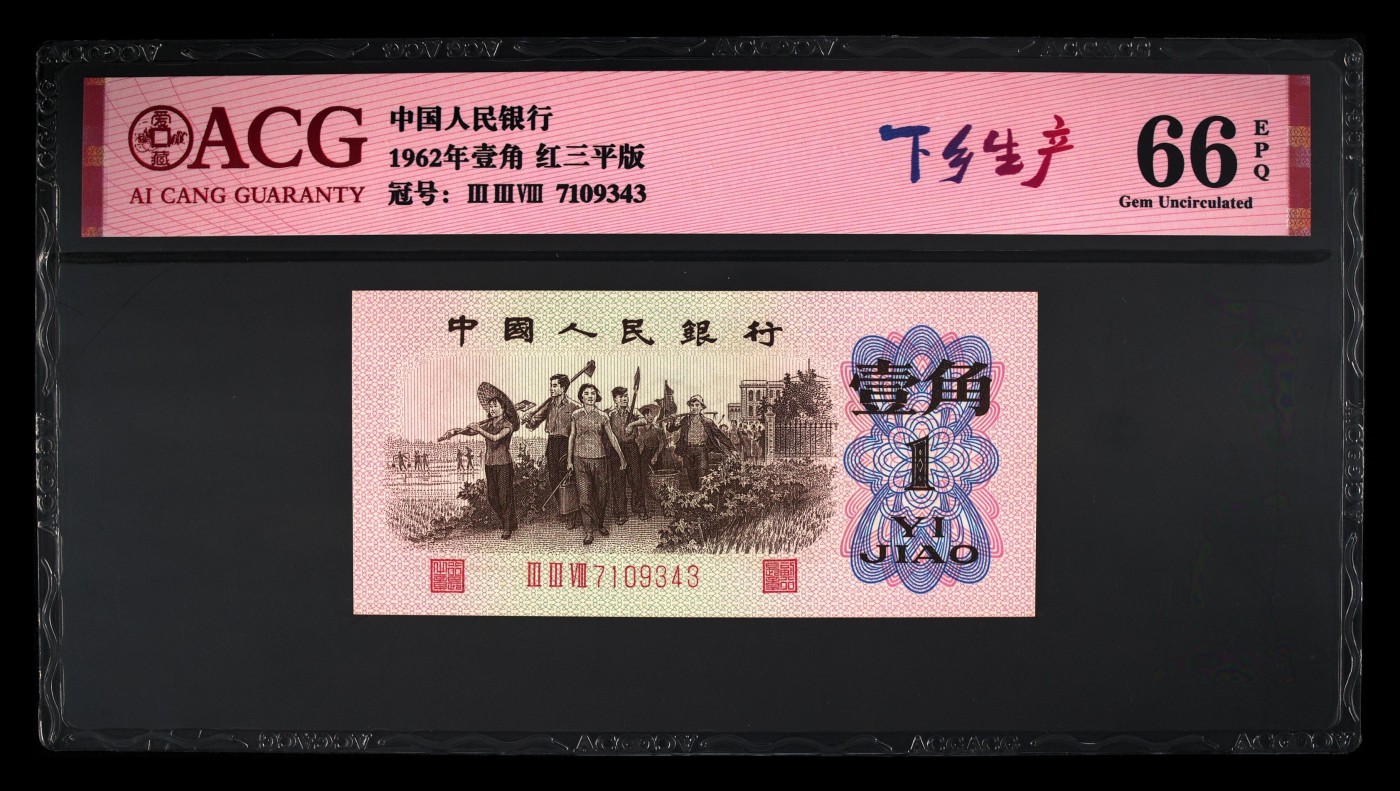 ACG
AI CANG GUARANTY
中国人民银行
1962年壹角 红三平版
冠号：ⅢⅢⅧ 7109343
下乡生产
66
EPQ
Gem Uncirculated
中國人民銀行
壹角
1
YI
JIAO
ⅢⅢⅧ7109343